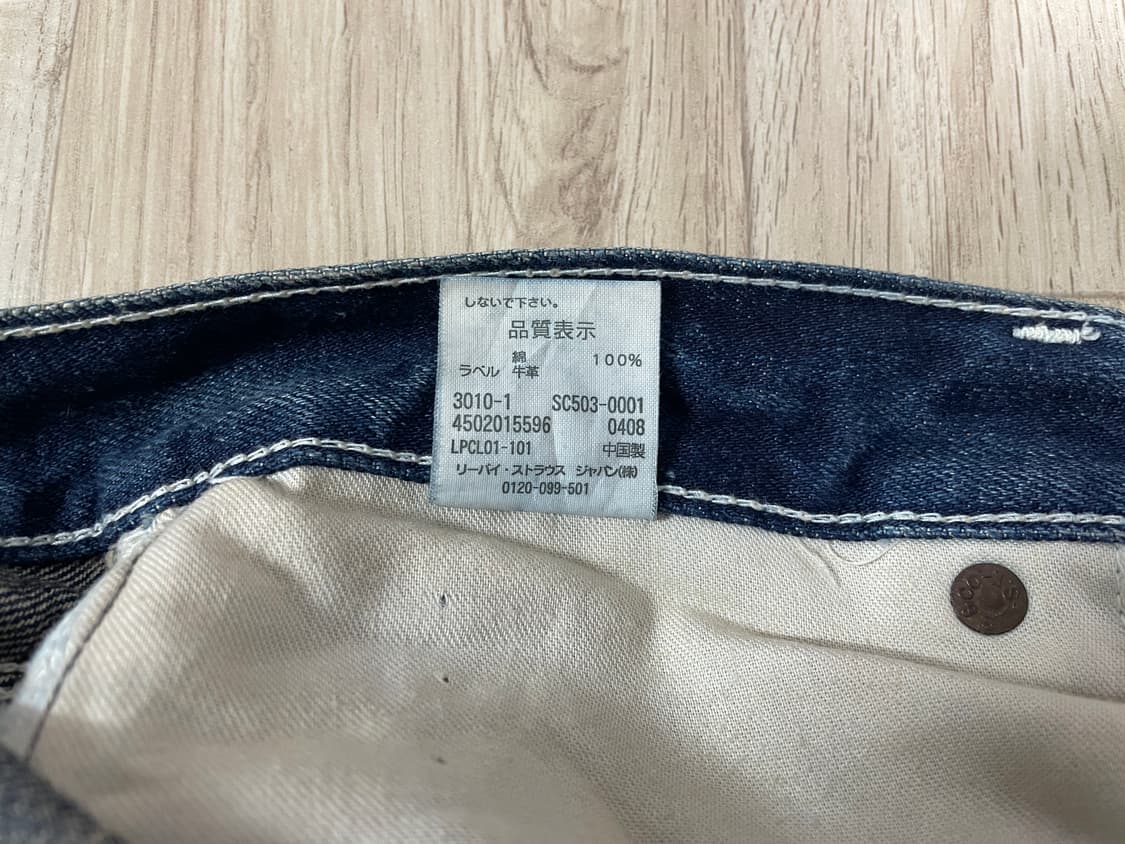 しないで下さい。
品質表示
綿 100%
ラベル 牛革
3010-1 SC503-0001
4502015596 0408
LPCL01-101 中国製
リーバイ・ストラウス ジャパン(株)
0120-099-501